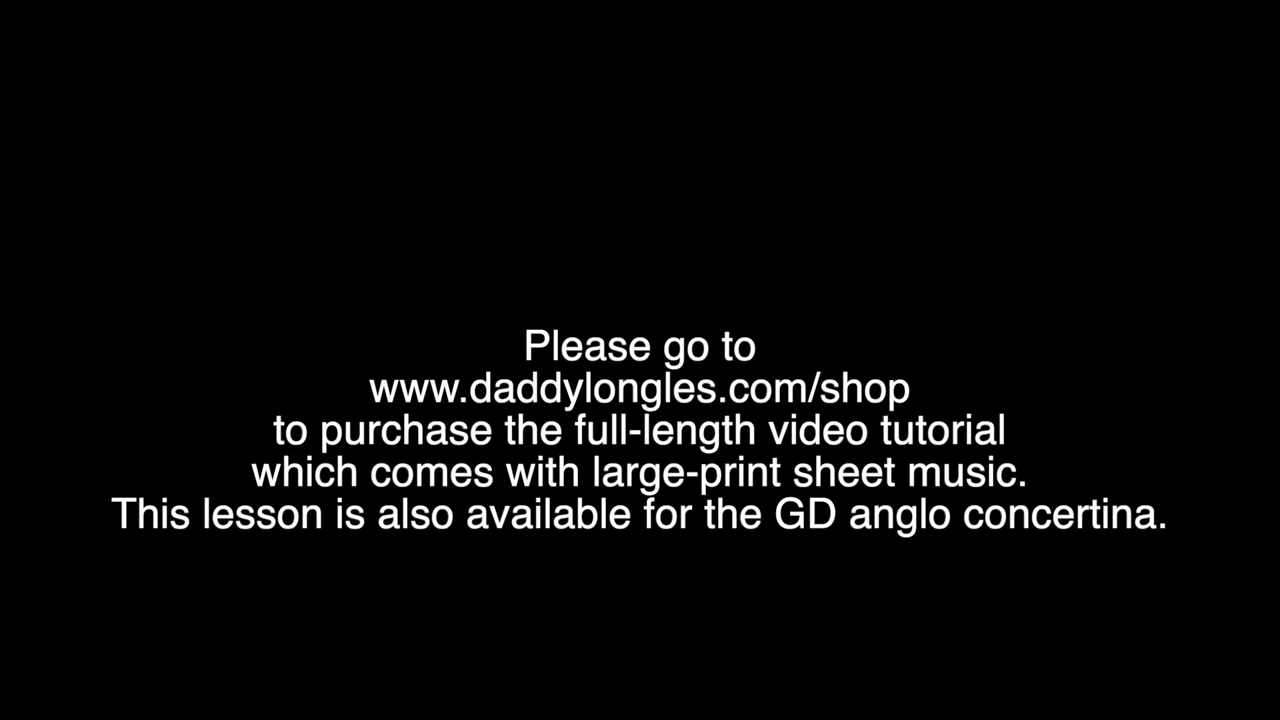 Please go to
www.daddylongles.com/shop
to purchase the full-length video tutorial
which comes with large-print sheet music.
This lesson is also available for the GD anglo concertina.